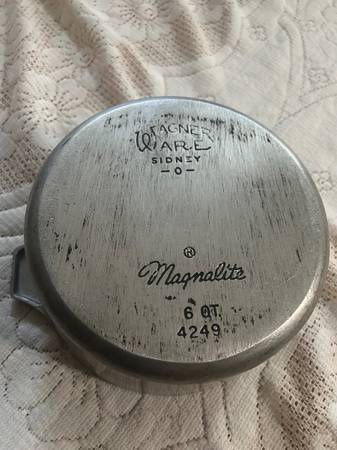 WAGNER
WARE
SIDNEY
-O-
®
Magnalite
6 QT.
4249